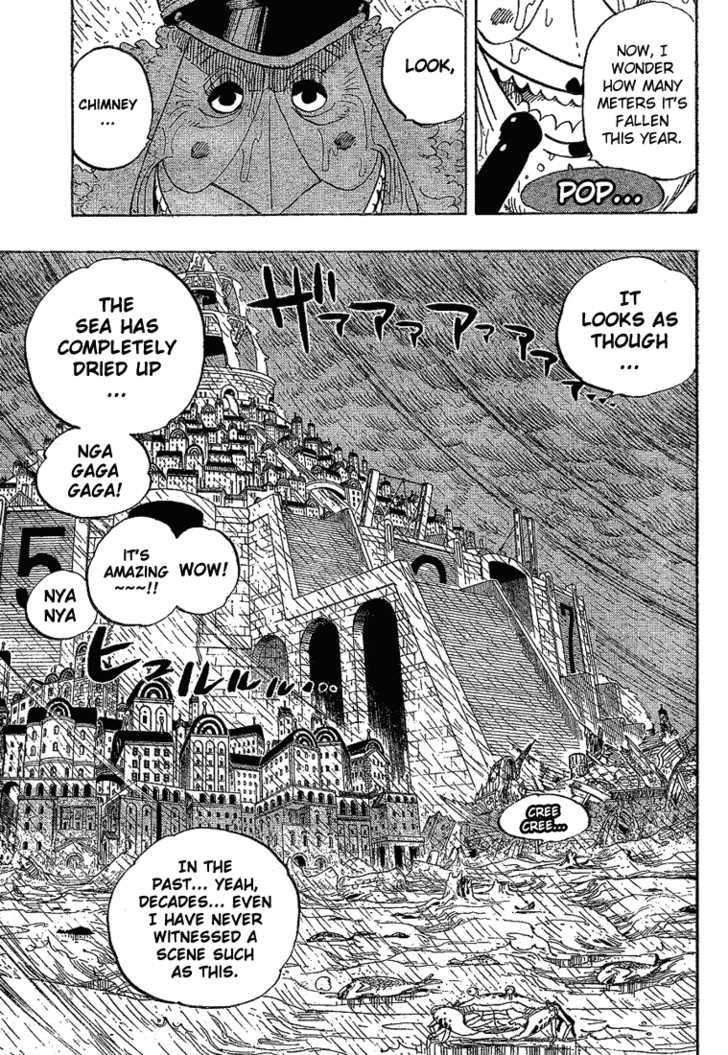 NOW, I
WONDER
HOW MANY
METERS IT'S
FALLEN
THIS YEAR.
POP...
LOOK,
CHIMNEY
...
IT
LOOKS AS
THOUGH
...
THE
SEA HAS
COMPLETELY
DRIED UP
...
ザァアァアァアァ...
NGA
GAGA
GAGA!
WOW!
IT'S
AMAZING
~~~!!
NYA
NYA
5
7
ヒュルルルル...
CREE
CREE...
IN THE
PAST... YEAH,
DECADES... EVEN
I HAVE NEVER
WITNESSED A
SCENE SUCH
AS THIS.